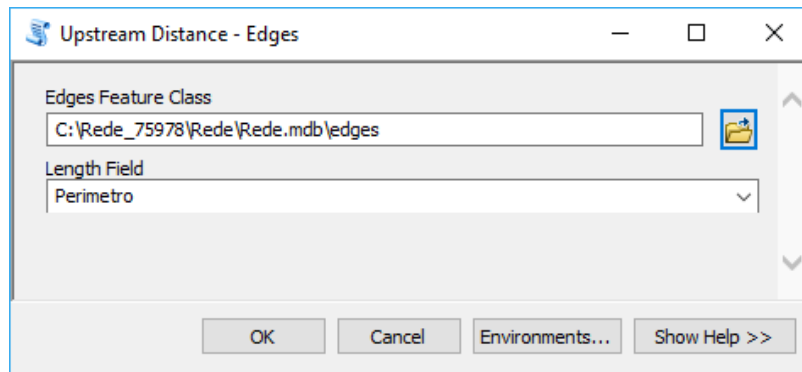 Upstream Distance - Edges
Edges Feature Class
C:\Rede_75978\Rede\Rede.mdb\edges
Length Field
Perimetro
OK Cancel Environments... Show Help >>